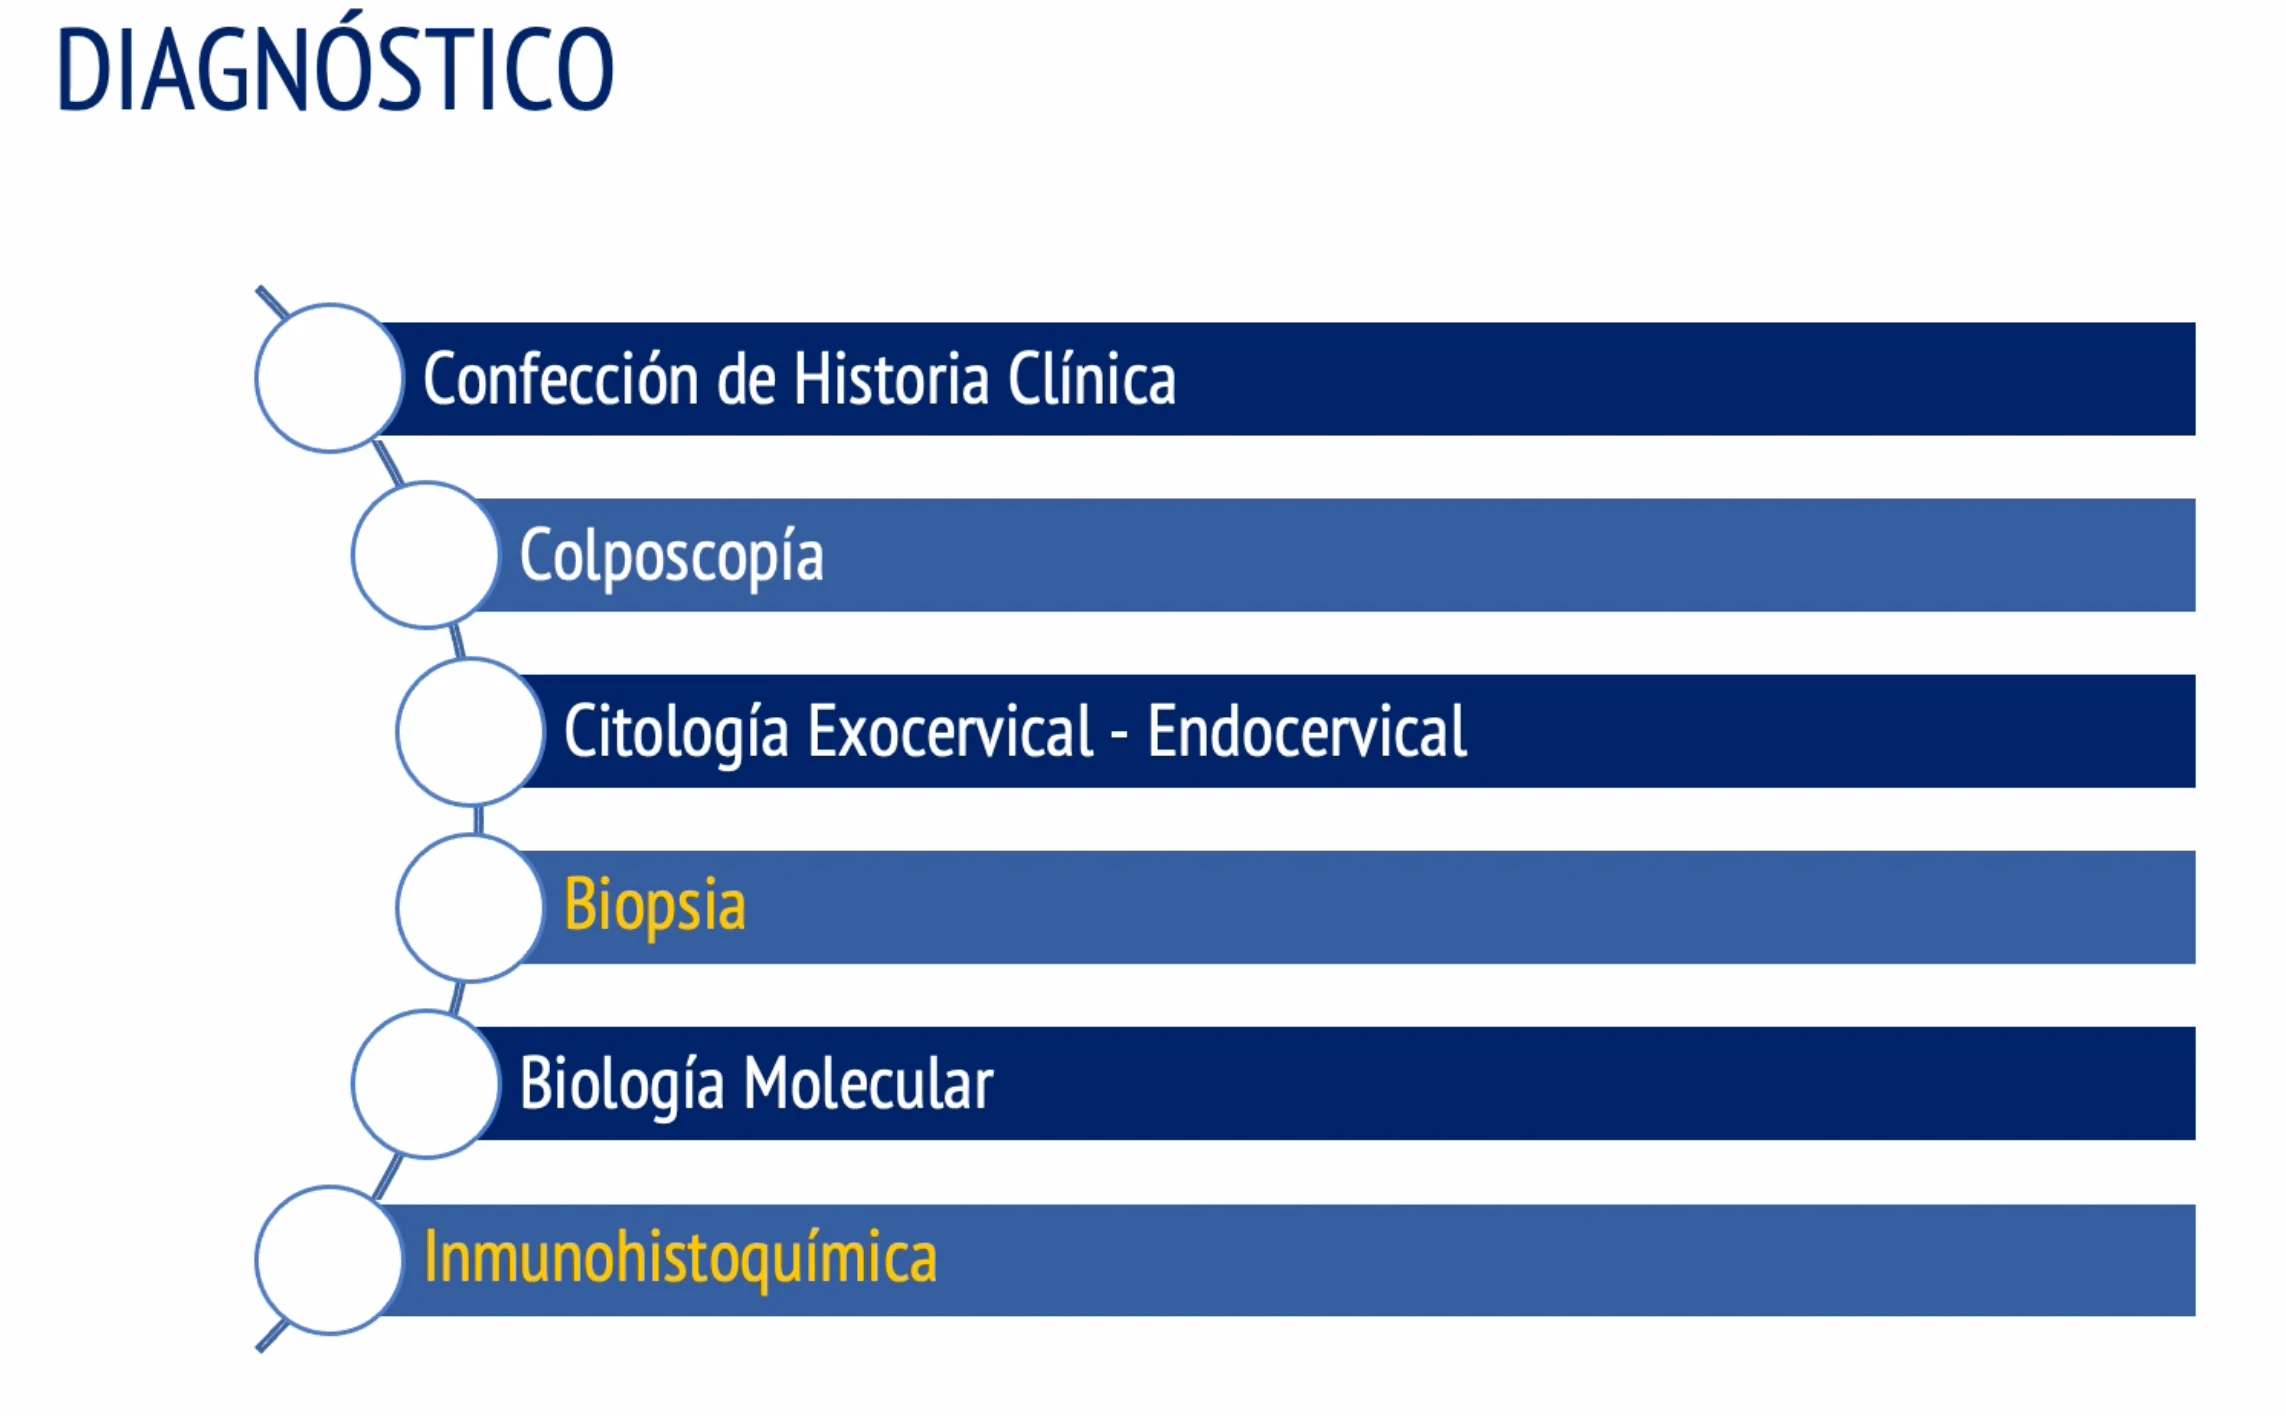 DIAGNÓSTICO
Confección de Historia Clínica
Colposcopía
Citología Exocervical - Endocervical
Biopsia
Biología Molecular
Inmunohistoquímica